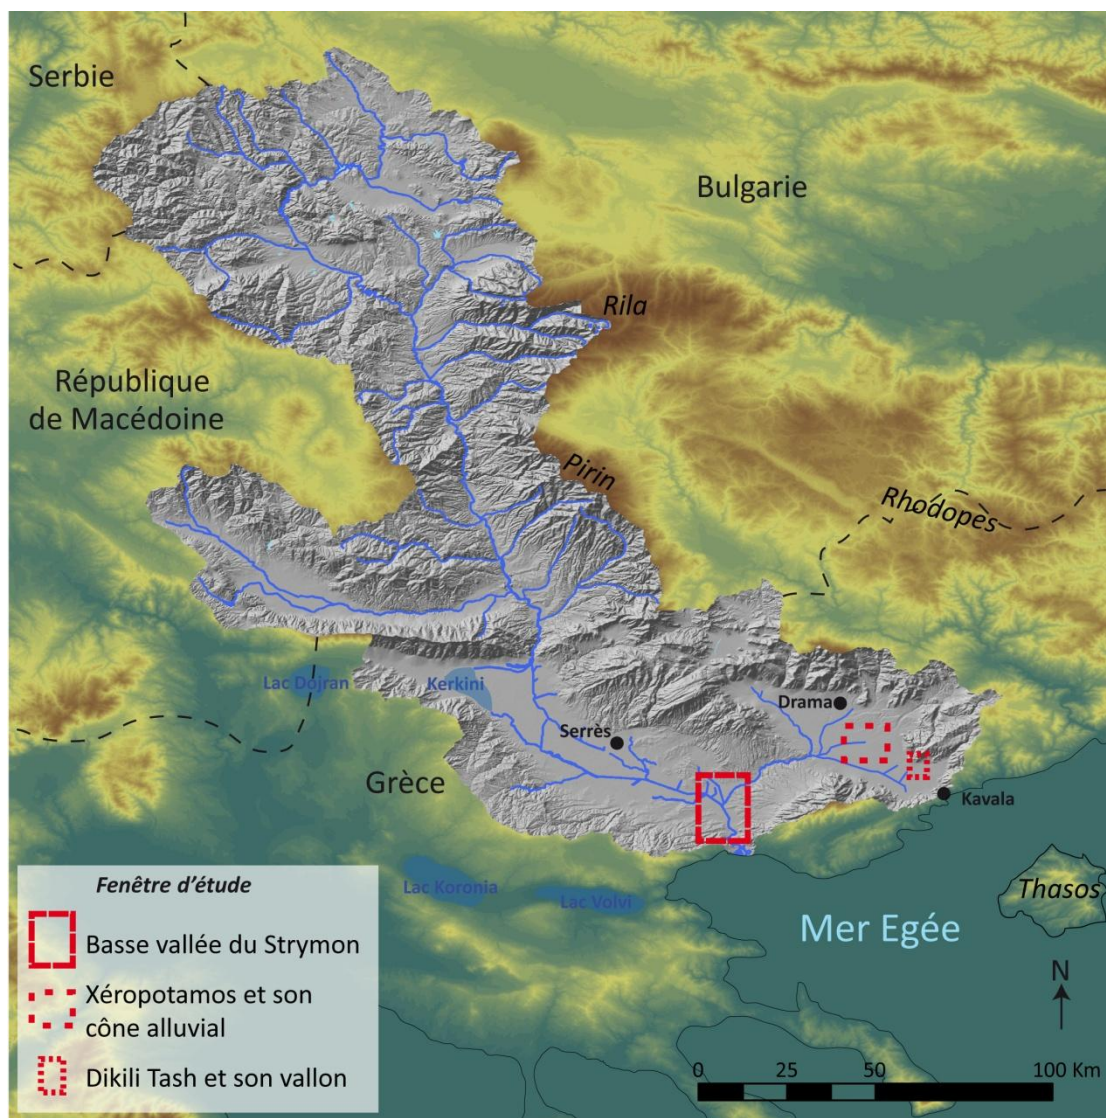 Serbie
Bulgarie
Rila
République
de Macédoine
Pirin
Rhodopes
Lac Dojran
Kerkini
Drama
Serrès
Grèce
Kavala
Lac Koronia
Lac Volvi
Thasos
Mer Egée
N
0 25 50 100 Km
Fenêtre d'étude
Basse vallée du Strymon
Xéropotamos et son
cône alluvial
Dikili Tash et son vallon